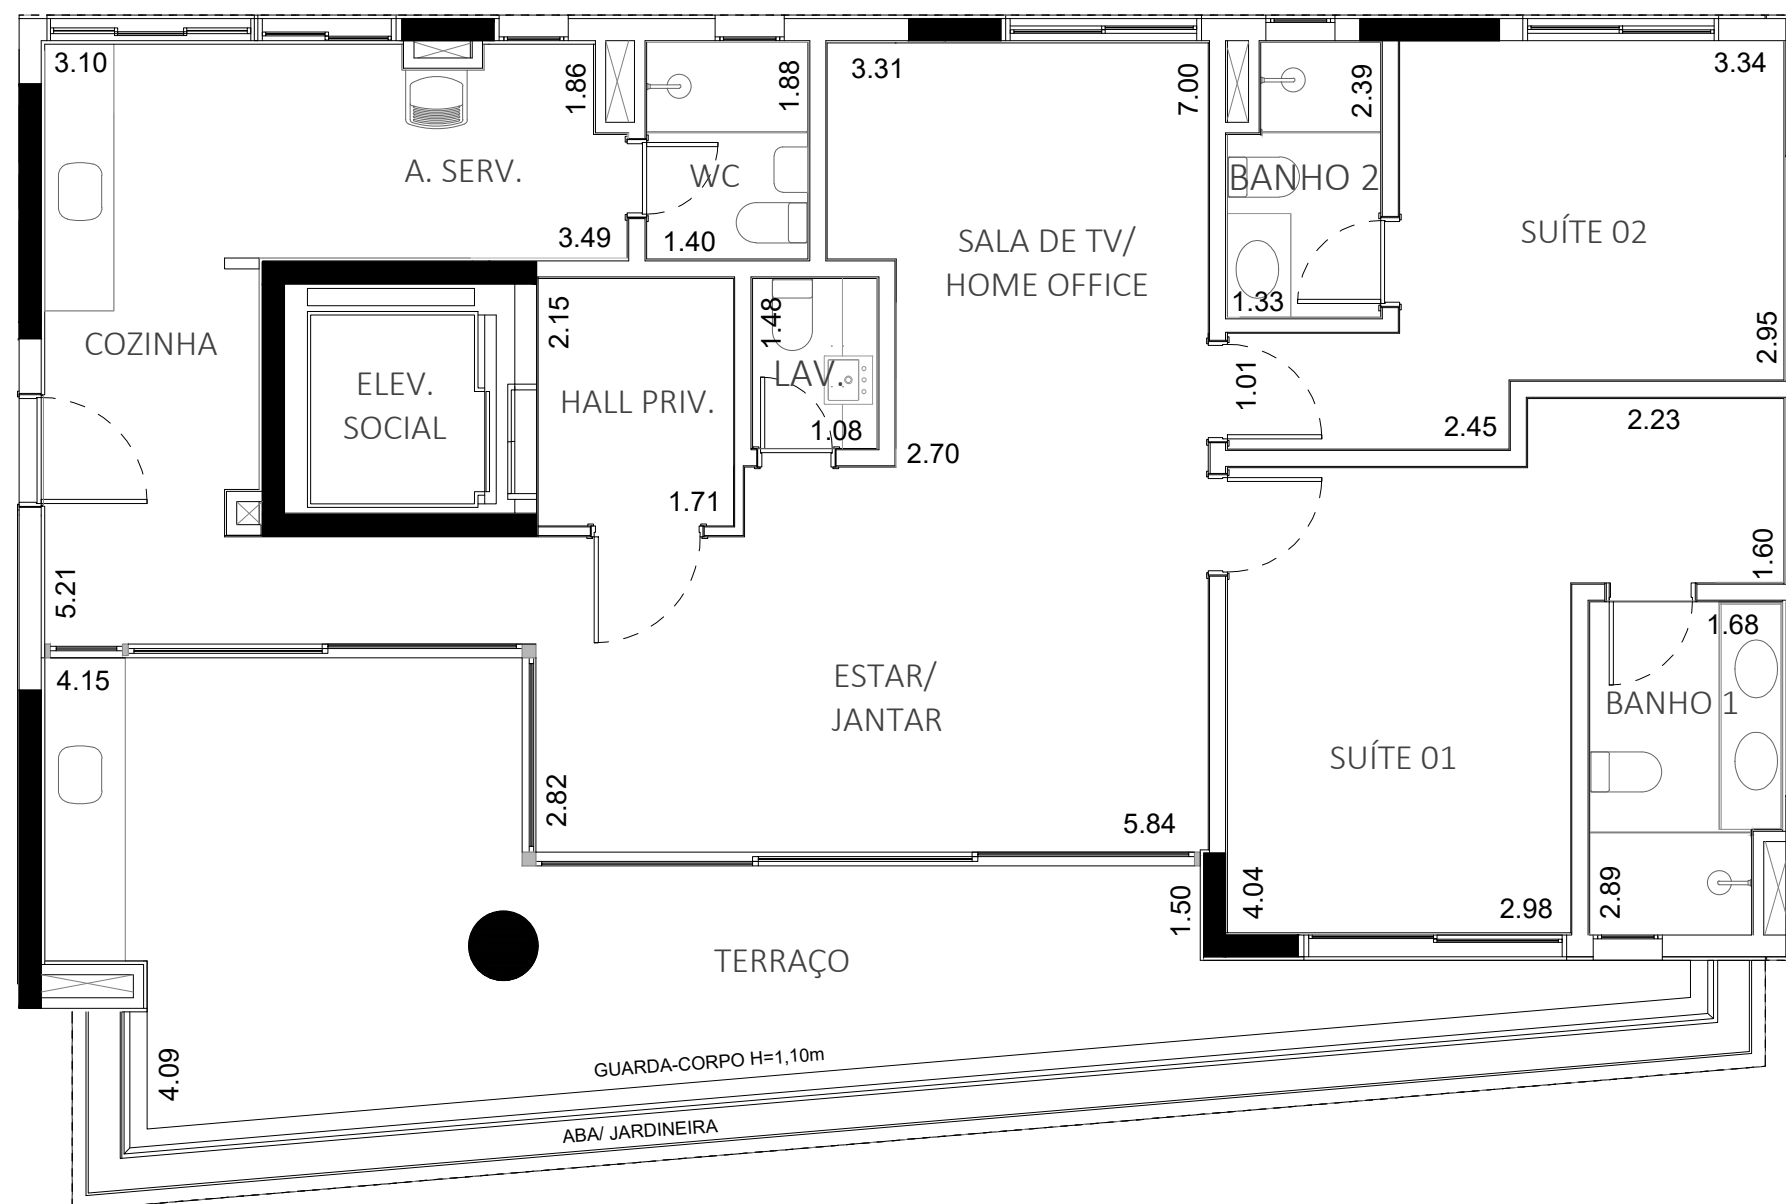 3.10
1.86
1.88
3.31
7.00
2.39
3.34
A. SERV.
WC
BANHO 2
3.49
1.40
SALA DE TV/
HOME OFFICE
SUÍTE 02
1.33
COZINHA
2.15
1.48
2.95
ELEV.
SOCIAL
HALL PRIV.
LAV
1.01
1.08
2.70
2.45
2.23
1.71
5.21
1.60
4.15
1.68
ESTAR/
JANTAR
BANHO 1
SUÍTE 01
2.82
5.84
1.50
4.04
2.98
2.89
TERRAÇO
4.09
GUARDA-CORPO H=1,10m
ABA/ JARDINEIRA